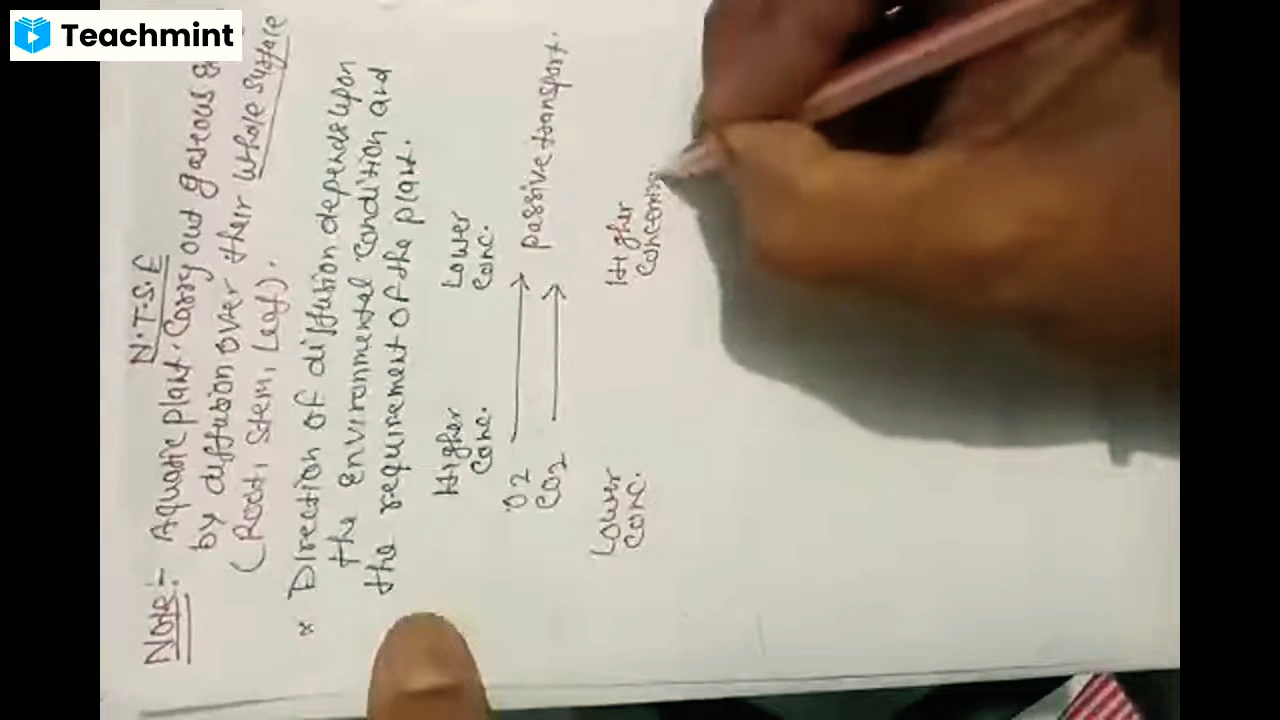 Teachmint
N.T.S.E
Note:- Aquatic plant. Carry out gaseous
by diffusion over their whole surface
(Root, stem, leaf).
* Direction of diffusion depends upon
the environmental condition and
the requirement of the plant.
Higher Lower
conc. conc.
O2 → passive transport.
CO2 →
Lower Higher
conc.